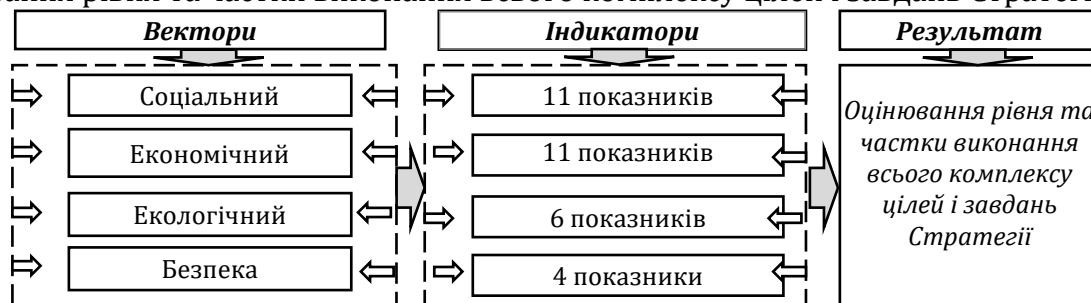 Вектори
Індикатори
Результат
Соціальний
11 показників
Економічний
11 показників
Екологічний
6 показників
Безпека
4 показники
Оцінювання рівня та
частки виконання
всього комплексу
цілей і завдань
Стратегії